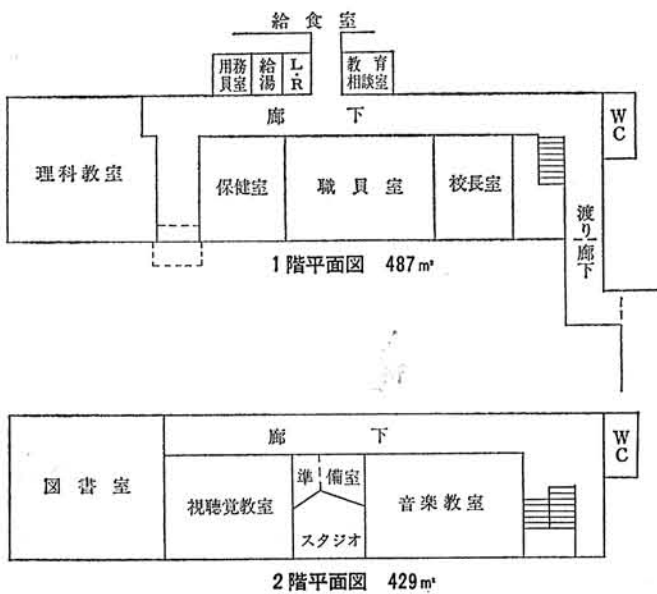 給食室
用務員室
給湯
L・R
教育相談室
廊下
WC
理科教室
保健室
職員室
校長室
渡り廊下
1階平面図 487㎡
廊下
WC
図書室
視聴覚教室
準備室
スタジオ
音楽教室
2階平面図 429㎡